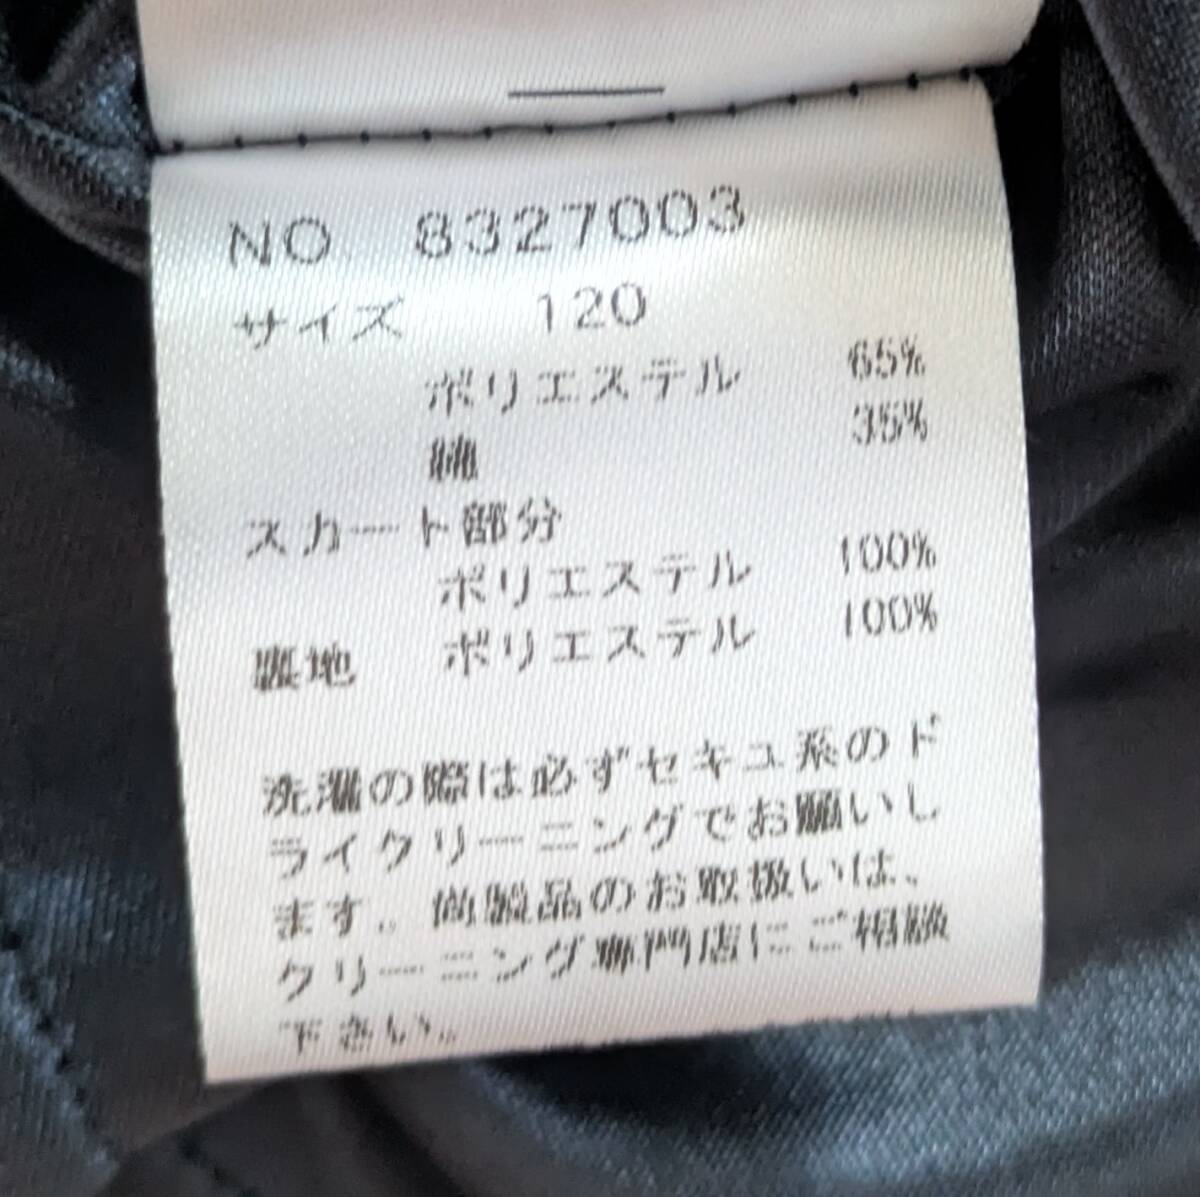 NO. 8327003
サイズ 120
ポリエステル 65%
綿 35%
スカート部分
ポリエステル 100%
裏地 ポリエステル 100%
洗濯の際は必ずセキュ系のド
ライクリーニングでお願いし
ます。尚製品のお取扱いは、
クリーニング専門店にご相談
下さい。